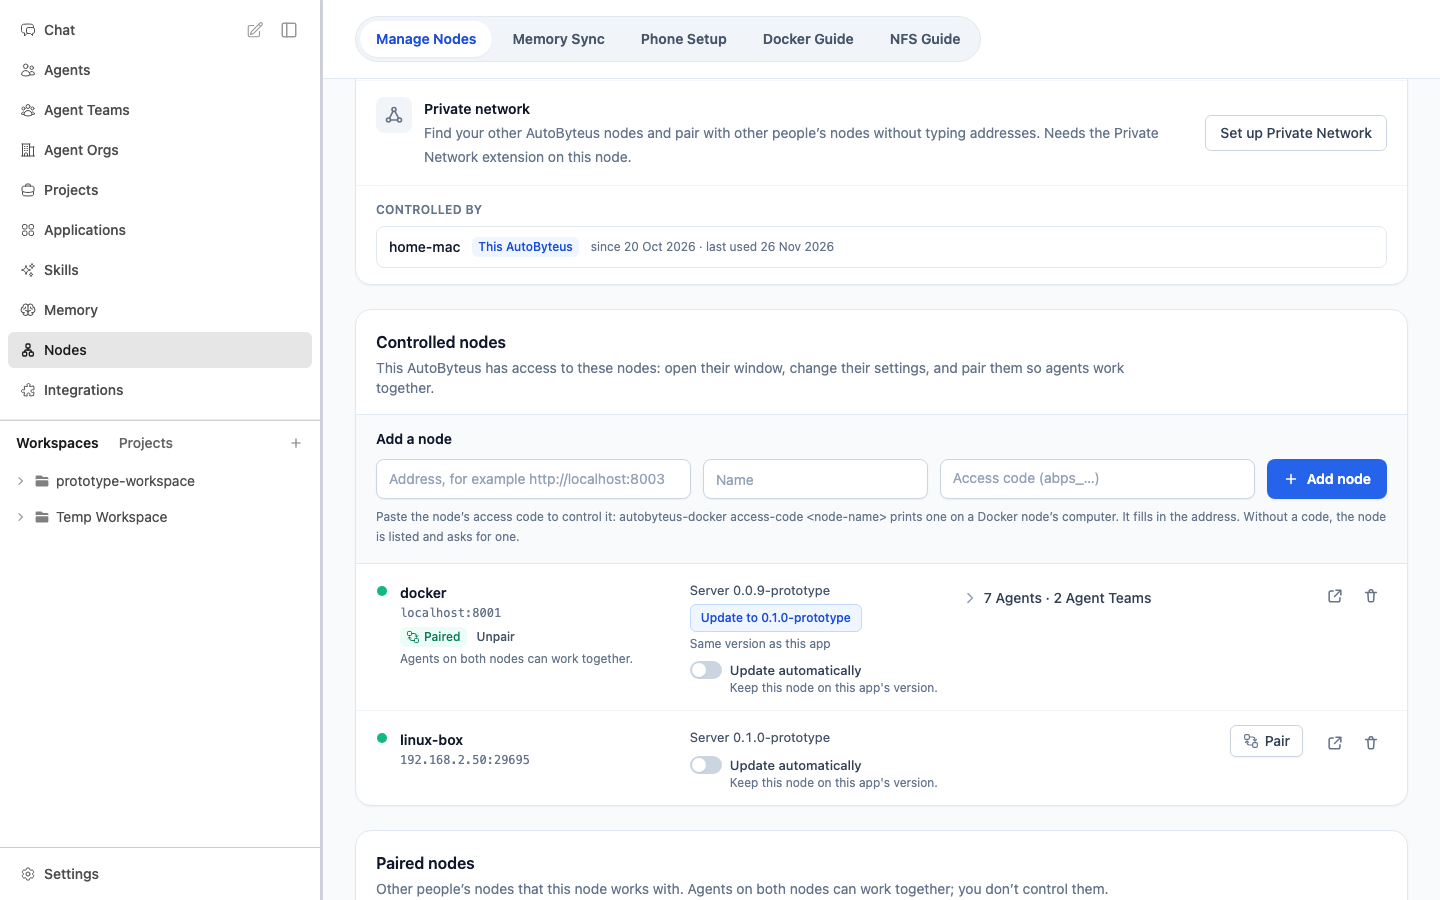 Chat
Agents
Agent Teams
Agent Orgs
Projects
Applications
Skills
Memory
Nodes
Integrations
Workspaces Projects
prototype-workspace
Temp Workspace
Settings
Manage Nodes Memory Sync Phone Setup Docker Guide NFS Guide
Private network
Find your other AutoByteus nodes and pair with other people’s nodes without typing addresses. Needs the Private
Network extension on this node.
Set up Private Network
CONTROLLED BY
home-mac This AutoByteus since 20 Oct 2026 · last used 26 Nov 2026
Controlled nodes
This AutoByteus has access to these nodes: open their window, change their settings, and pair them so agents work
together.
Add a node
Address, for example http://localhost:8003 Name Access code (abps_…) Add node
Paste the node’s access code to control it: autobyteus-docker access-code <node-name> prints one on a Docker node’s computer. It fills in the address. Without a code, the node
is listed and asks for one.
docker
localhost:8001
Paired Unpair
Agents on both nodes can work together.
Server 0.0.9-prototype
Update to 0.1.0-prototype
Same version as this app
Update automatically
Keep this node on this app's version.
7 Agents · 2 Agent Teams
linux-box
192.168.2.50:29695
Server 0.1.0-prototype
Update automatically
Keep this node on this app's version.
Pair
Paired nodes
Other people’s nodes that this node works with. Agents on both nodes can work together; you don’t control them.